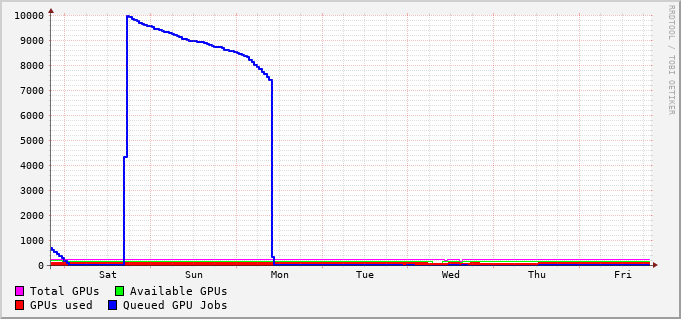 10000
9000
8000
7000
6000
5000
4000
3000
2000
1000
0
Sat Sun Mon Tue Wed Thu Fri
Total GPUs Available GPUs
GPUs used Queued GPU Jobs
RRDTOOL / TOBI OETIKER